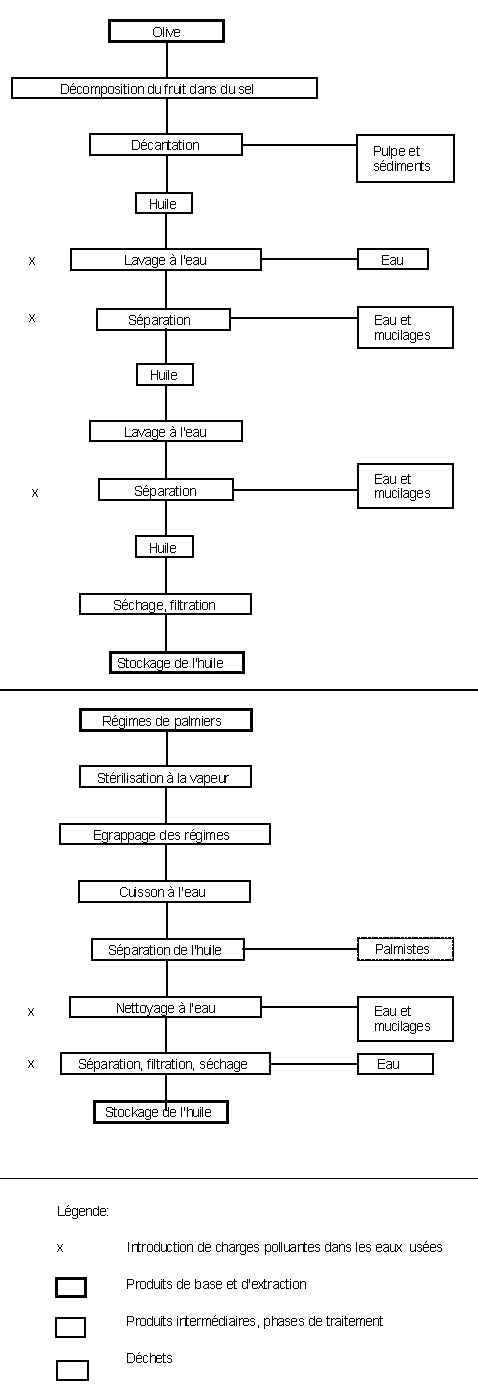 Olive
Décomposition du fruit dans du sel
Décantation
Pulpe et
sédiments
Huile
x
Lavage à l'eau
Eau
x
Séparation
Eau et
mucilages
Huile
Lavage à l'eau
x
Séparation
Eau et
mucilages
Huile
Séchage, filtration
Stockage de l'huile
Régimes de palmiers
Stérilisation à la vapeur
Egrappage des régimes
Cuisson à l'eau
Séparation de l'huile
Palmistes
x
Nettoyage à l'eau
Eau et
mucilages
x
Séparation, filtration, séchage
Eau
Stockage de l'huile
Légende:
x Introduction de charges polluantes dans les eaux usées
Produits de base et d'extraction
Produits intermédiaires, phases de traitement
Déchets